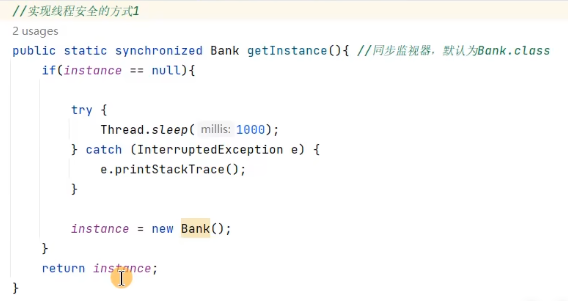 //实现线程安全的方式1
2 usages
public static synchronized Bank getInstance(){ //同步监视器，默认为Bank.class
if(instance == null){
try {
Thread.sleep( millis: 1000);
} catch (InterruptedException e) {
e.printStackTrace();
}
instance = new Bank();
}
return instance;
}